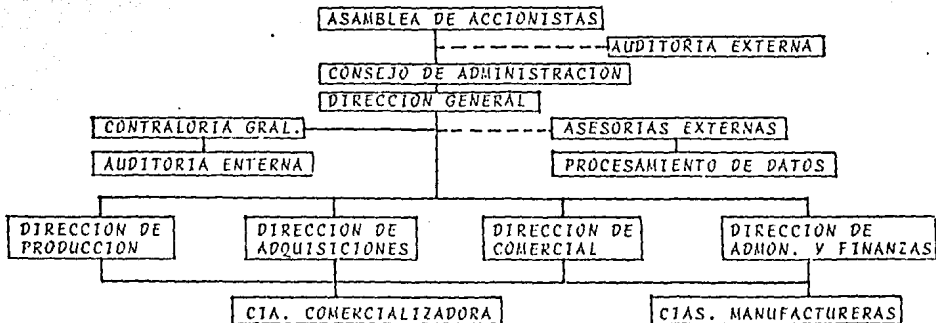 ASAMBLEA DE ACCIONISTAS
AUDITORIA EXTERNA
CONSEJO DE ADMINISTRACION
DIRECCION GENERAL
CONTRALORIA GRAL.
ASESORIAS EXTERNAS
AUDITORIA ENTERNA
PROCESAMIENTO DE DATOS
DIRECCION DE
PRODUCCION
DIRECCION DE
ADQUISICIONES
DIRECCION DE
COMERCIAL
DIRECCION DE
ADMON. Y FINANZAS
CIA. COMERCIALIZADORA
CIAS. MANUFACTURERAS